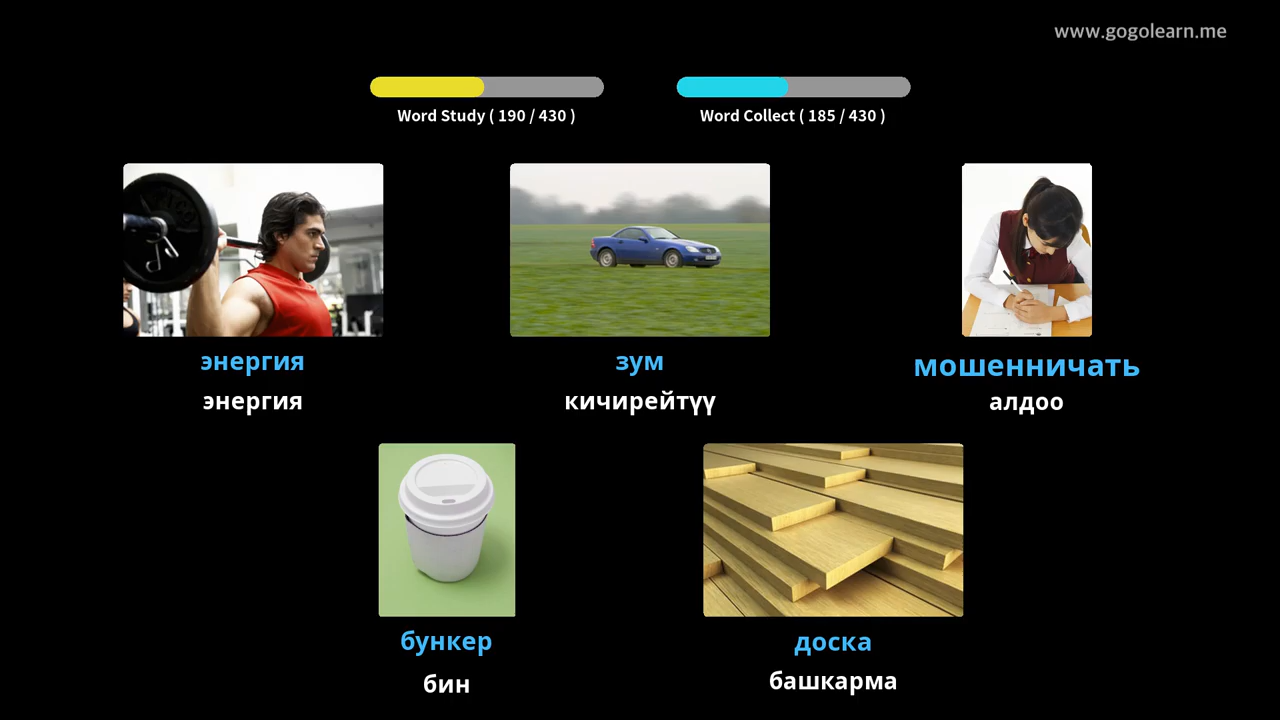 www.gogolearn.me
Word Study ( 190 / 430 )
Word Collect ( 185 / 430 )
энергия
энергия
зум
кичирейтүү
мошенничать
алдоо
бункер
бин
доска
башкарма